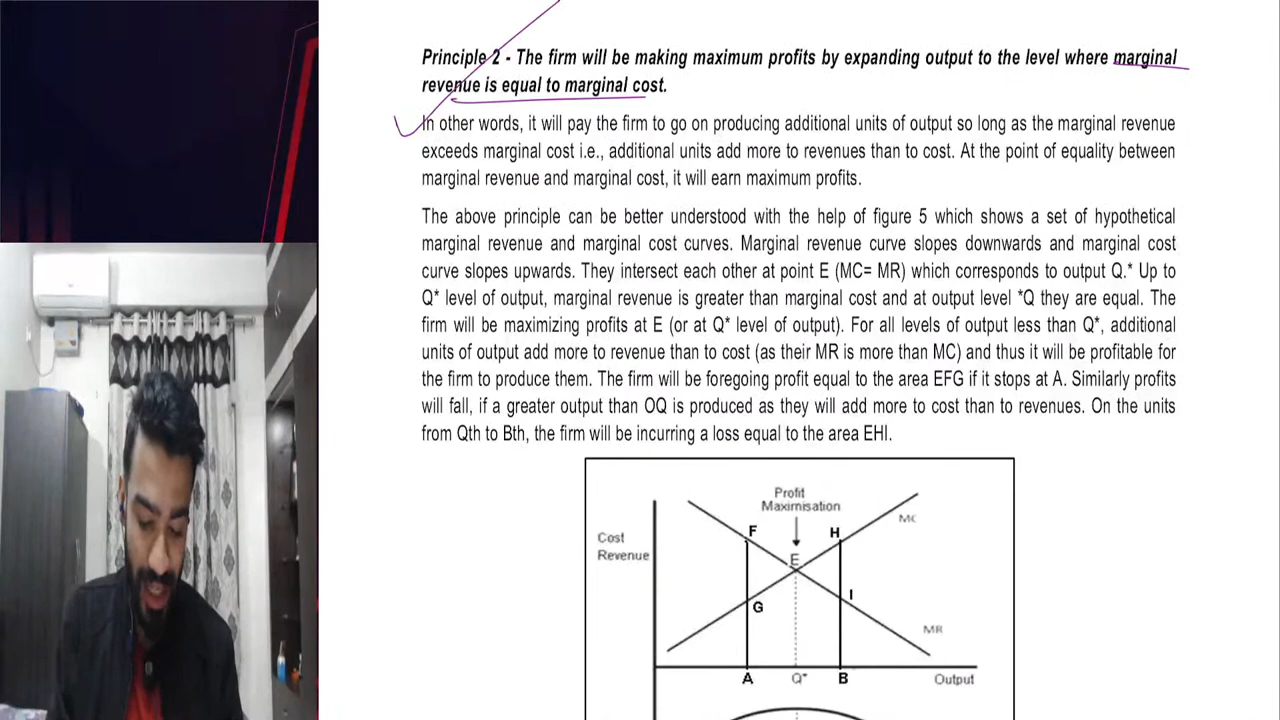 Principle 2 - The firm will be making maximum profits by expanding output to the level where marginal
revenue is equal to marginal cost.
In other words, it will pay the firm to go on producing additional units of output so long as the marginal revenue
exceeds marginal cost i.e., additional units add more to revenues than to cost. At the point of equality between
marginal revenue and marginal cost, it will earn maximum profits.
The above principle can be better understood with the help of figure 5 which shows a set of hypothetical
marginal revenue and marginal cost curves. Marginal revenue curve slopes downwards and marginal cost
curve slopes upwards. They intersect each other at point E (MC= MR) which corresponds to output Q.* Up to
Q* level of output, marginal revenue is greater than marginal cost and at output level *Q they are equal. The
firm will be maximizing profits at E (or at Q* level of output). For all levels of output less than Q*, additional
units of output add more to revenue than to cost (as their MR is more than MC) and thus it will be profitable for
the firm to produce them. The firm will be foregoing profit equal to the area EFG if it stops at A. Similarly profits
will fall, if a greater output than OQ is produced as they will add more to cost than to revenues. On the units
from Qth to Bth, the firm will be incurring a loss equal to the area EHI.
Profit
Maximisation
MC
Cost
Revenue
F
H
E
G
I
MR
A
Q*
B
Output